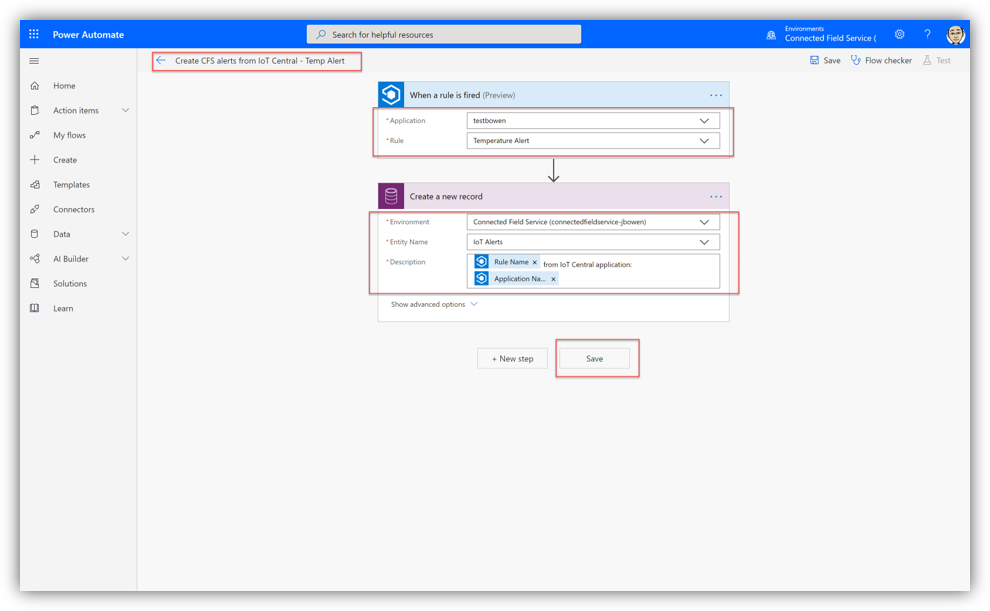 Power Automate
Search for helpful resources
Environments
Connected Field Service (
?
Create CFS alerts from IoT Central - Temp Alert
Save
Flow checker
Test
Home
Action items
My flows
Create
Templates
Connectors
Data
AI Builder
Solutions
Learn
When a rule is fired (Preview)
* Application
testbowen
* Rule
Temperature Alert
Create a new record
* Environment
Connected Field Service (connectedfieldservice-jbowen)
* Entity Name
IoT Alerts
* Description
Rule Name × from IoT Central application:
Application Na... ×
Show advanced options
+ New step
Save